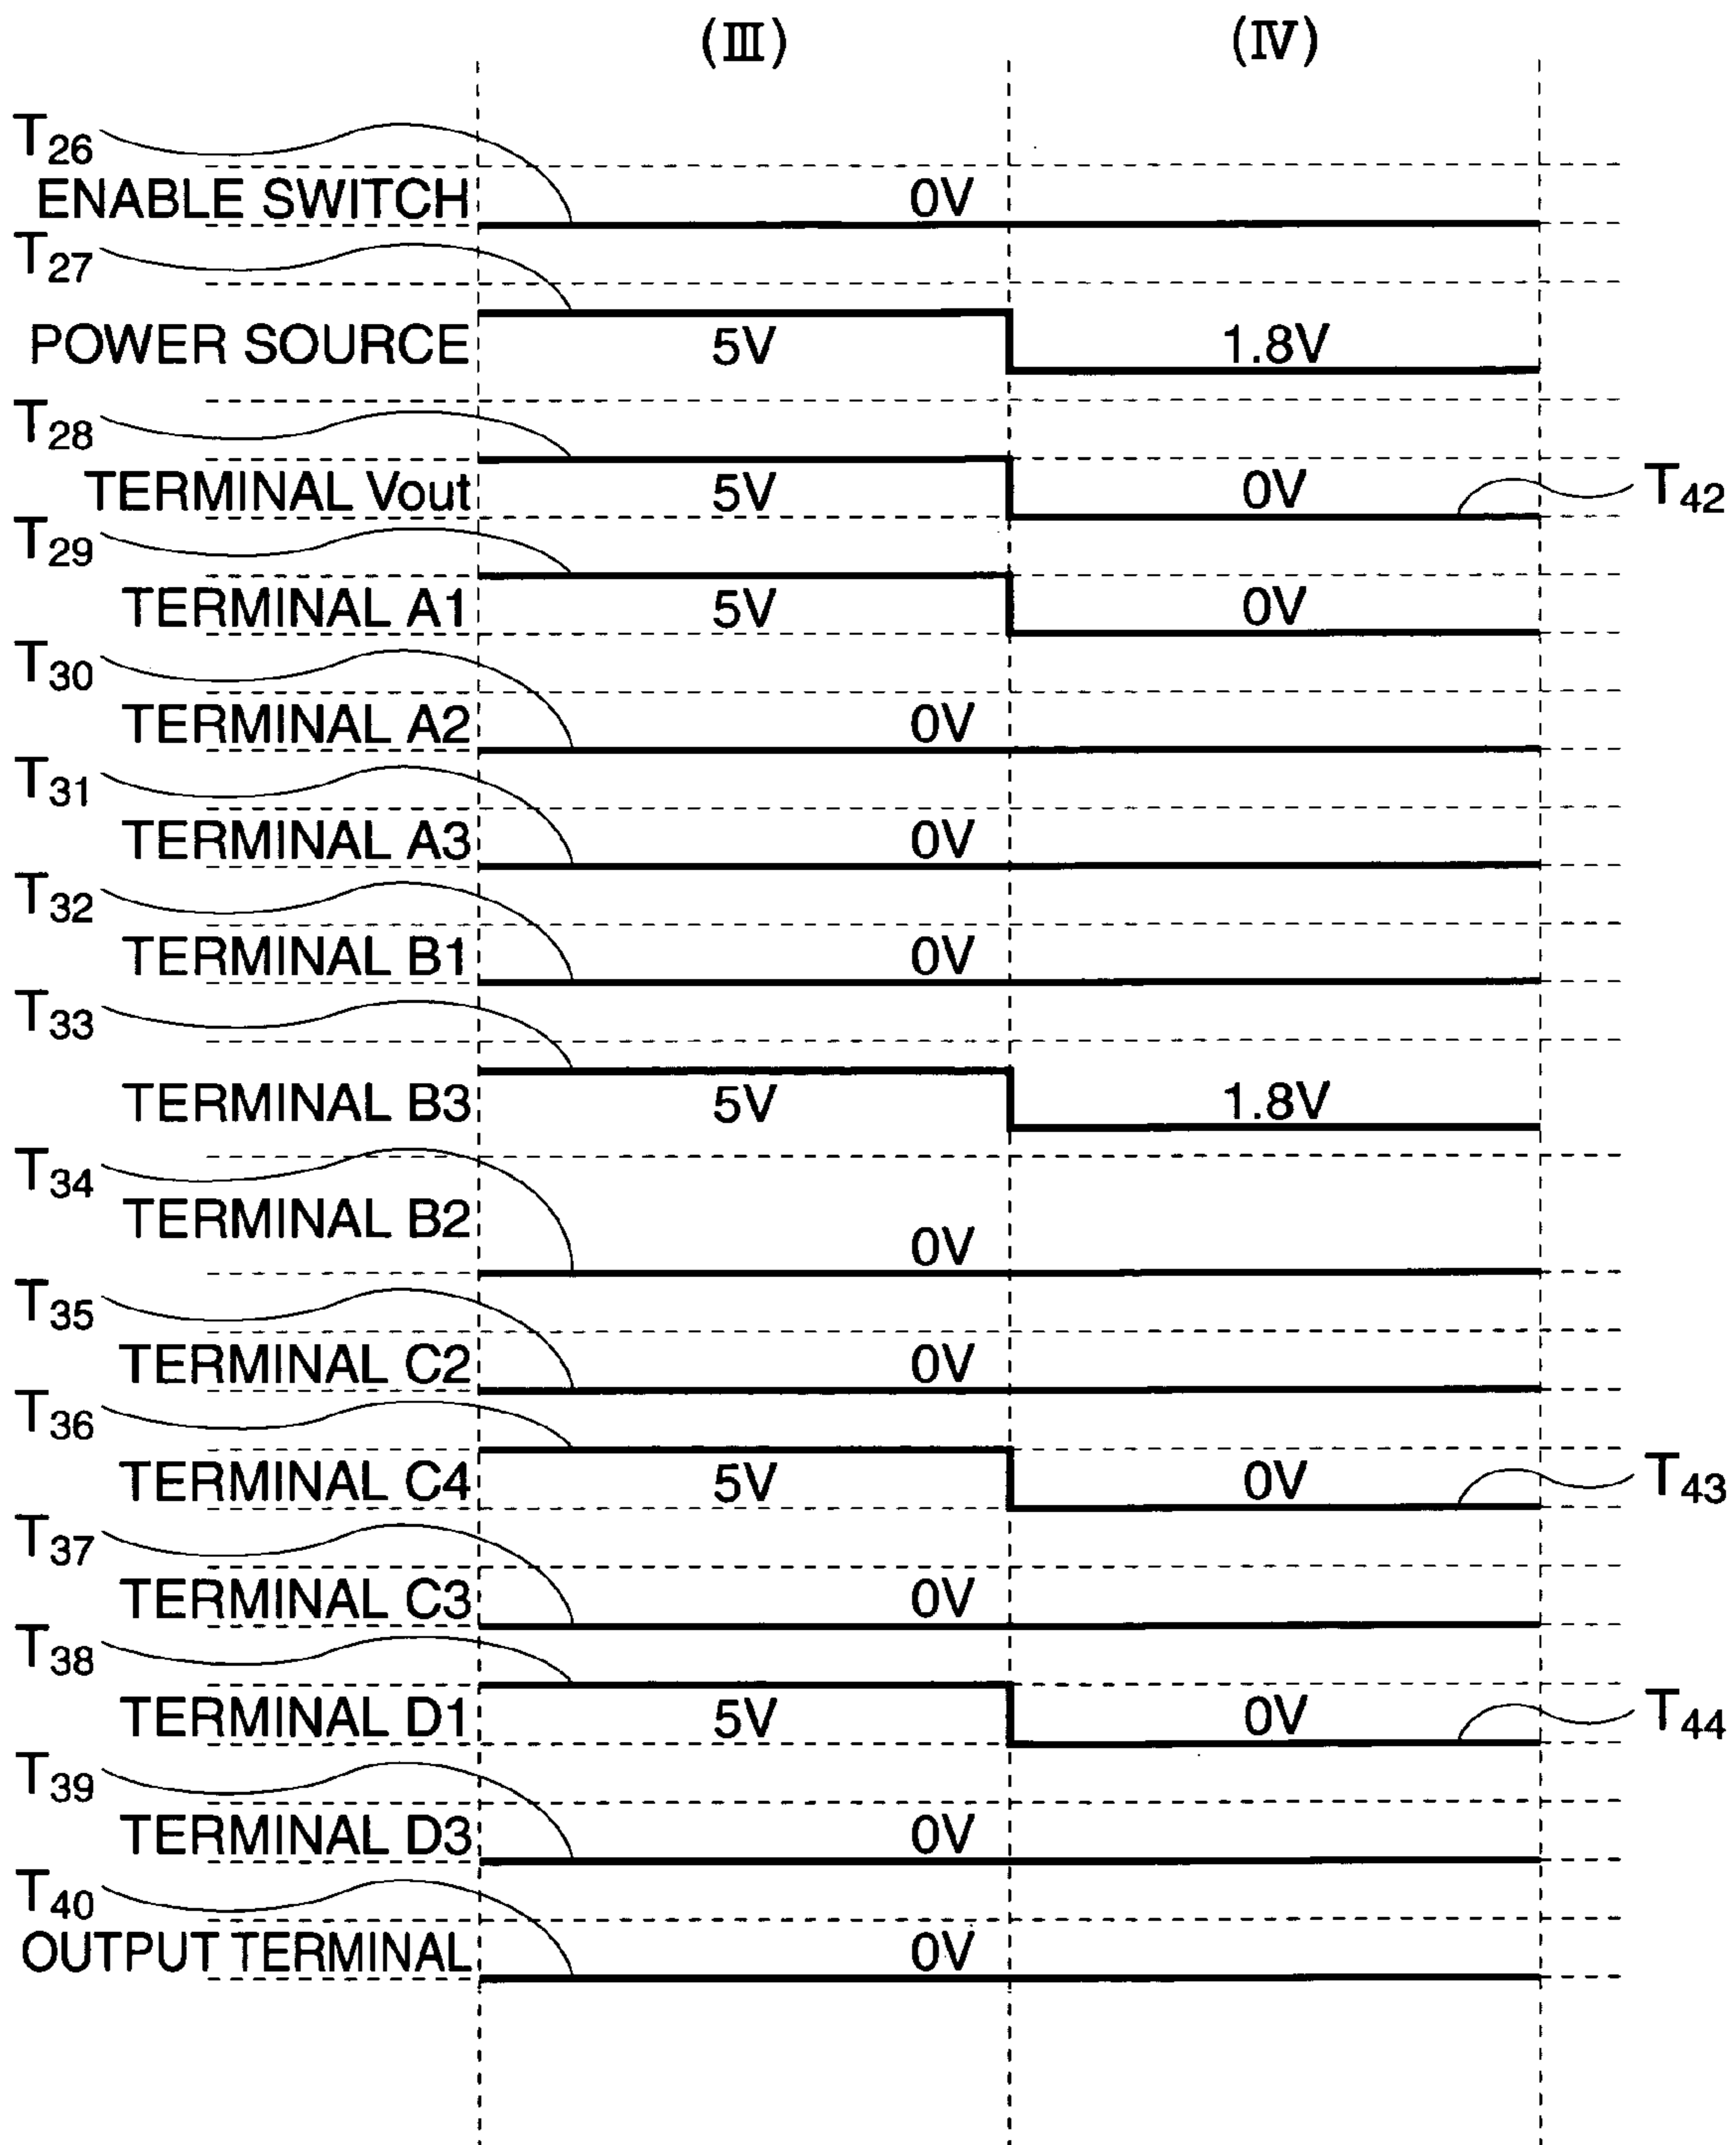 (III) (IV)
T26
ENABLE SWITCH 0V
T27
POWER SOURCE 5V 1.8V
T28
TERMINAL Vout 5V 0V T42
T29
TERMINAL A1 5V 0V
T30
TERMINAL A2 0V
T31
TERMINAL A3 0V
T32
TERMINAL B1 0V
T33
TERMINAL B3 5V 1.8V
T34
TERMINAL B2 0V
T35
TERMINAL C2 0V
T36
TERMINAL C4 5V 0V T43
T37
TERMINAL C3 0V
T38
TERMINAL D1 5V 0V T44
T39
TERMINAL D3 0V
T40
OUTPUT TERMINAL 0V